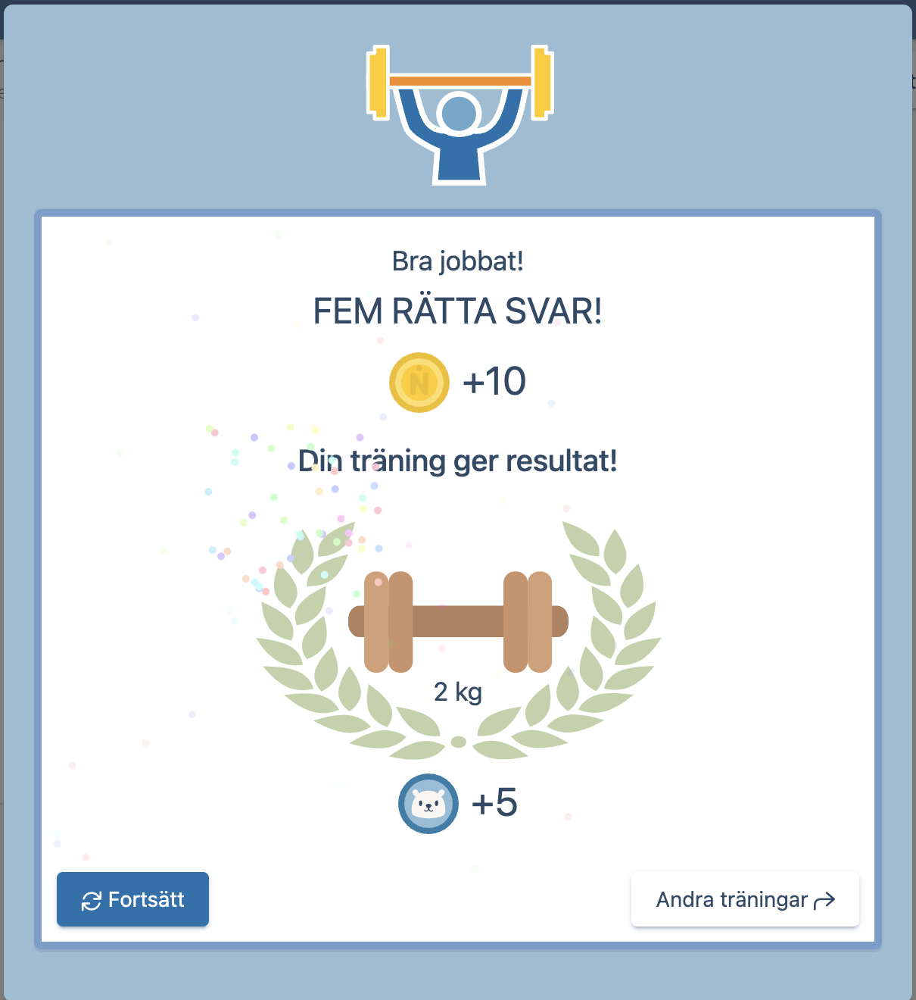 Bra jobbat!
FEM RÄTTA SVAR!
N +10
Din träning ger resultat!
2 kg
+5
Fortsätt
Andra träningar